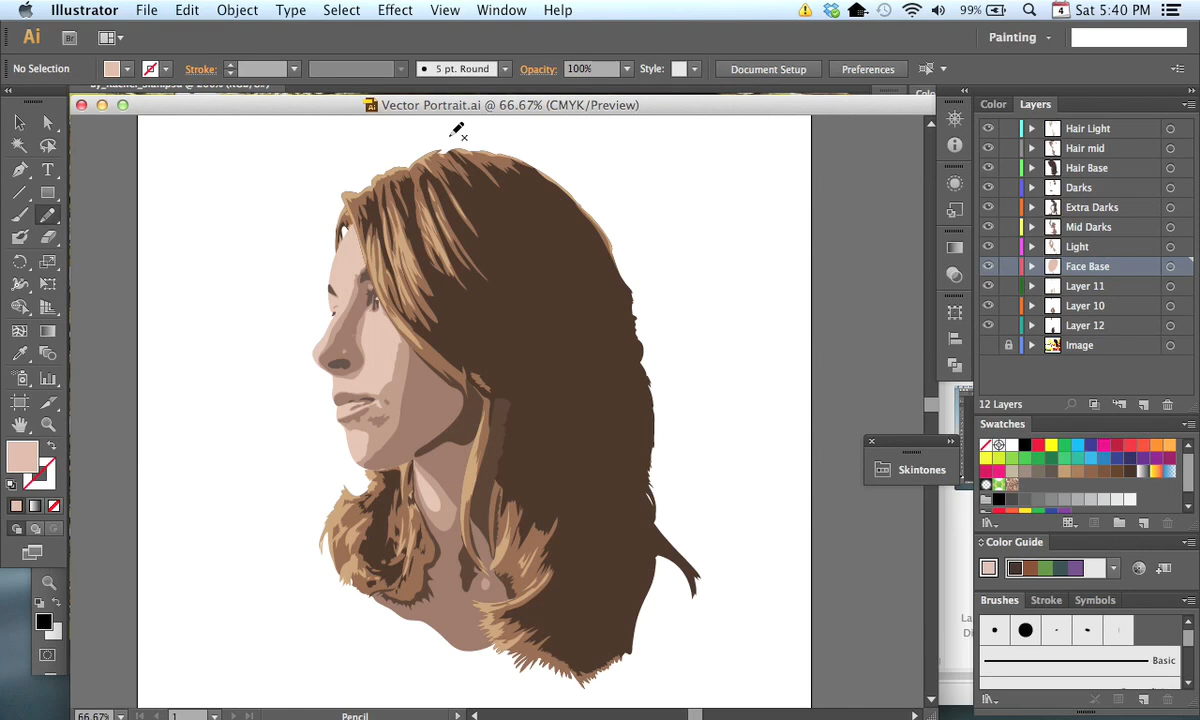 Illustrator File Edit Object Type Select Effect View Window Help 99% 4 Sat 5:40 PM
Ai Br Painting
No Selection Stroke: 5 pt. Round Opacity: 100% Style: Document Setup Preferences
Vector Portrait.ai @ 66.67% (CMYK/Preview)
Color Layers
Hair Light
Hair mid
Hair Base
Darks
Extra Darks
Mid Darks
Light
Face Base
Layer 11
Layer 10
Layer 12
Image
12 Layers
Swatches
Skintones
Color Guide
Brushes Stroke Symbols
Basic
66.67% 1 Pencil